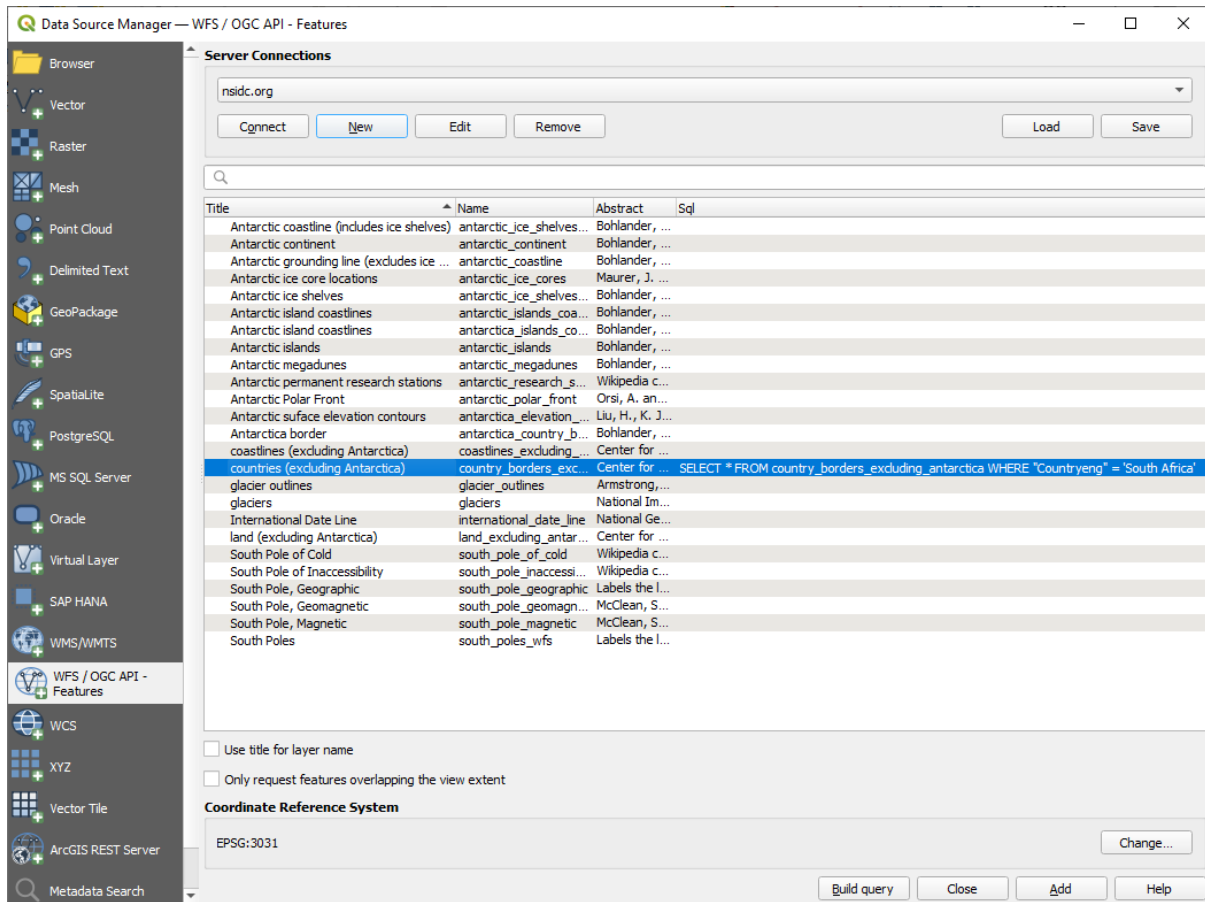 Data Source Manager — WFS / OGC API - Features
Browser
Vector
Raster
Mesh
Point Cloud
Delimited Text
GeoPackage
GPS
SpatiaLite
PostgreSQL
MS SQL Server
Oracle
Virtual Layer
SAP HANA
WMS/WMTS
WFS / OGC API -
Features
WCS
XYZ
Vector Tile
ArcGIS REST Server
Metadata Search
Server Connections
nsidc.org
Connect New Edit Remove Load Save
Title Name Abstract Sql
Antarctic coastline (includes ice shelves) antarctic_ice_shelves... Bohlander, ...
Antarctic continent antarctic_continent Bohlander, ...
Antarctic grounding line (excludes ice ... antarctic_coastline Bohlander, ...
Antarctic ice core locations antarctic_ice_cores Maurer, J. ...
Antarctic ice shelves antarctic_ice_shelves... Bohlander, ...
Antarctic island coastlines antarctic_islands_coa... Bohlander, ...
Antarctic island coastlines antarctica_islands_co... Bohlander, ...
Antarctic islands antarctic_islands Bohlander, ...
Antarctic megadunes antarctic_megadunes Bohlander, ...
Antarctic permanent research stations antarctic_research_s... Wikipedia c...
Antarctic Polar Front antarctic_polar_front Orsi, A. an...
Antarctic suface elevation contours antarctica_elevation_... Liu, H., K. J...
Antarctica border antarctica_country_b... Bohlander, ...
coastlines (excluding Antarctica) coastlines_excluding_... Center for ...
countries (excluding Antarctica) country_borders_exc... Center for ... SELECT * FROM country_borders_excluding_antarctica WHERE "Countryeng" = 'South Africa'
glacier outlines glacier_outlines Armstrong,...
glaciers glaciers National Im...
International Date Line international_date_line National Ge...
land (excluding Antarctica) land_excluding_antar... Center for ...
South Pole of Cold south_pole_of_cold Wikipedia c...
South Pole of Inaccessibility south_pole_inaccessi... Wikipedia c...
South Pole, Geographic south_pole_geographic Labels the l...
South Pole, Geomagnetic south_pole_geomagn... McClean, S...
South Pole, Magnetic south_pole_magnetic McClean, S...
South Poles south_poles_wfs Labels the l...
Use title for layer name
Only request features overlapping the view extent
Coordinate Reference System
EPSG:3031
Change...
Build query Close Add Help